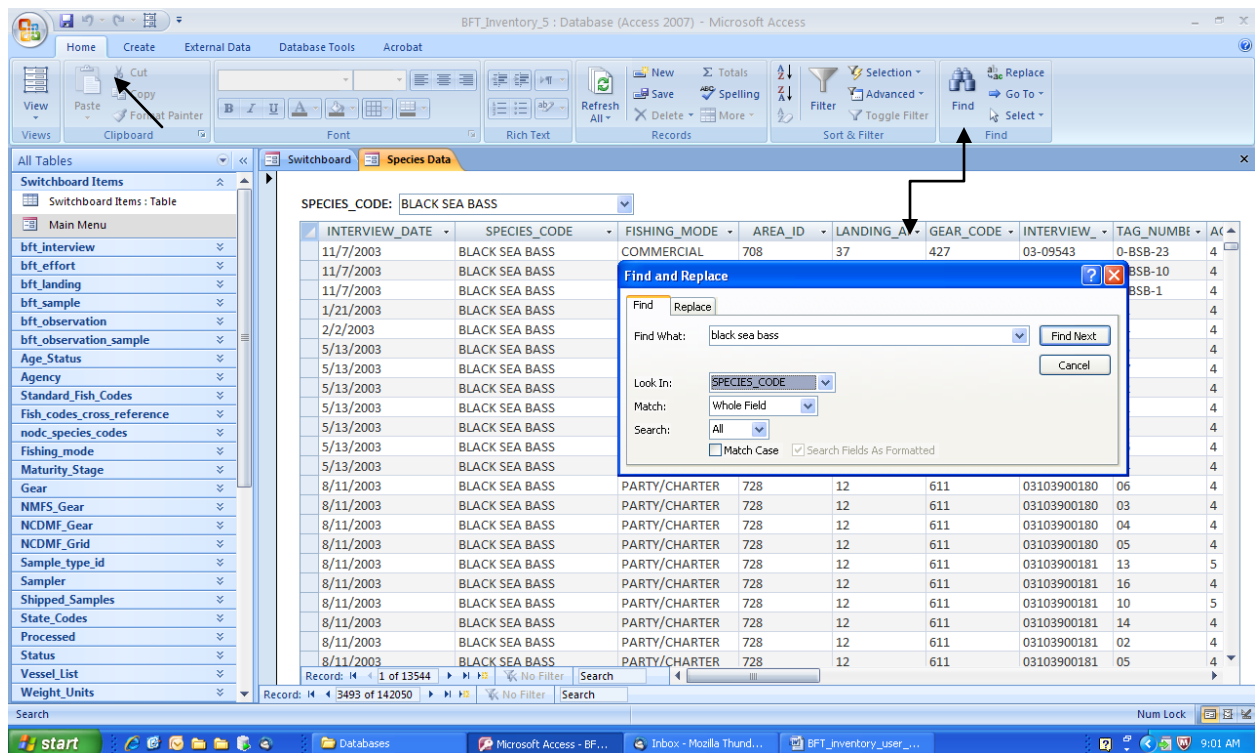 BFT_Inventory_5 : Database (Access 2007) - Microsoft Access
Home Create External Data Database Tools Acrobat
View Paste Cut Copy Format Painter
B I U A
ab
Refresh All New Save Delete Σ Totals ABC Spelling More
Filter Selection Advanced Toggle Filter
Find Replace Go To Select
Views Clipboard Font Rich Text Records Sort & Filter Find
All Tables
Switchboard Species Data
Switchboard Items
Switchboard Items : Table
Main Menu
bft_interview
bft_effort
bft_landing
bft_sample
bft_observation
bft_observation_sample
Age_Status
Agency
Standard_Fish_Codes
Fish_codes_cross_reference
nodc_species_codes
Fishing_mode
Maturity_Stage
Gear
NMFS_Gear
NCDMF_Gear
NCDMF_Grid
Sample_type_id
Sampler
Shipped_Samples
State_Codes
Processed
Status
Vessel_List
Weight_Units
SPECIES_CODE: BLACK SEA BASS
INTERVIEW_DATE SPECIES_CODE FISHING_MODE AREA_ID LANDING_A GEAR_CODE INTERVIEW_ TAG_NUMBE
11/7/2003 BLACK SEA BASS COMMERCIAL 708 37 427 03-09543 0-BSB-23 4
11/7/2003 BLACK SEA BASS BSB-10 4
11/7/2003 BLACK SEA BASS BSB-1 4
1/21/2003 BLACK SEA BASS 4
2/2/2003 BLACK SEA BASS 4
5/13/2003 BLACK SEA BASS 4
5/13/2003 BLACK SEA BASS 4
5/13/2003 BLACK SEA BASS 4
5/13/2003 BLACK SEA BASS 4
5/13/2003 BLACK SEA BASS 4
5/13/2003 BLACK SEA BASS 4
5/13/2003 BLACK SEA BASS 4
8/11/2003 BLACK SEA BASS PARTY/CHARTER 728 12 611 03103900180 06 4
8/11/2003 BLACK SEA BASS PARTY/CHARTER 728 12 611 03103900180 03 4
8/11/2003 BLACK SEA BASS PARTY/CHARTER 728 12 611 03103900180 04 4
8/11/2003 BLACK SEA BASS PARTY/CHARTER 728 12 611 03103900180 05 4
8/11/2003 BLACK SEA BASS PARTY/CHARTER 728 12 611 03103900181 13 5
8/11/2003 BLACK SEA BASS PARTY/CHARTER 728 12 611 03103900181 16 4
8/11/2003 BLACK SEA BASS PARTY/CHARTER 728 12 611 03103900181 10 5
8/11/2003 BLACK SEA BASS PARTY/CHARTER 728 12 611 03103900181 14 4
8/11/2003 BLACK SEA BASS PARTY/CHARTER 728 12 611 03103900181 02 4
8/11/2003 BLACK SEA BASS PARTY/CHARTER 728 12 611 03103900181 05 4
Find and Replace
Find Replace
Find What: black sea bass Find Next
Cancel
Look In: SPECIES_CODE
Match: Whole Field
Search: All
Match Case Search Fields As Formatted
Record: 1 of 13544 No Filter Search
Record: 3493 of 142050 No Filter Search
Search Num Lock
start Databases Microsoft Access - BF... Inbox - Mozilla Thund... BFT_inventory_user_... 9:01 AM